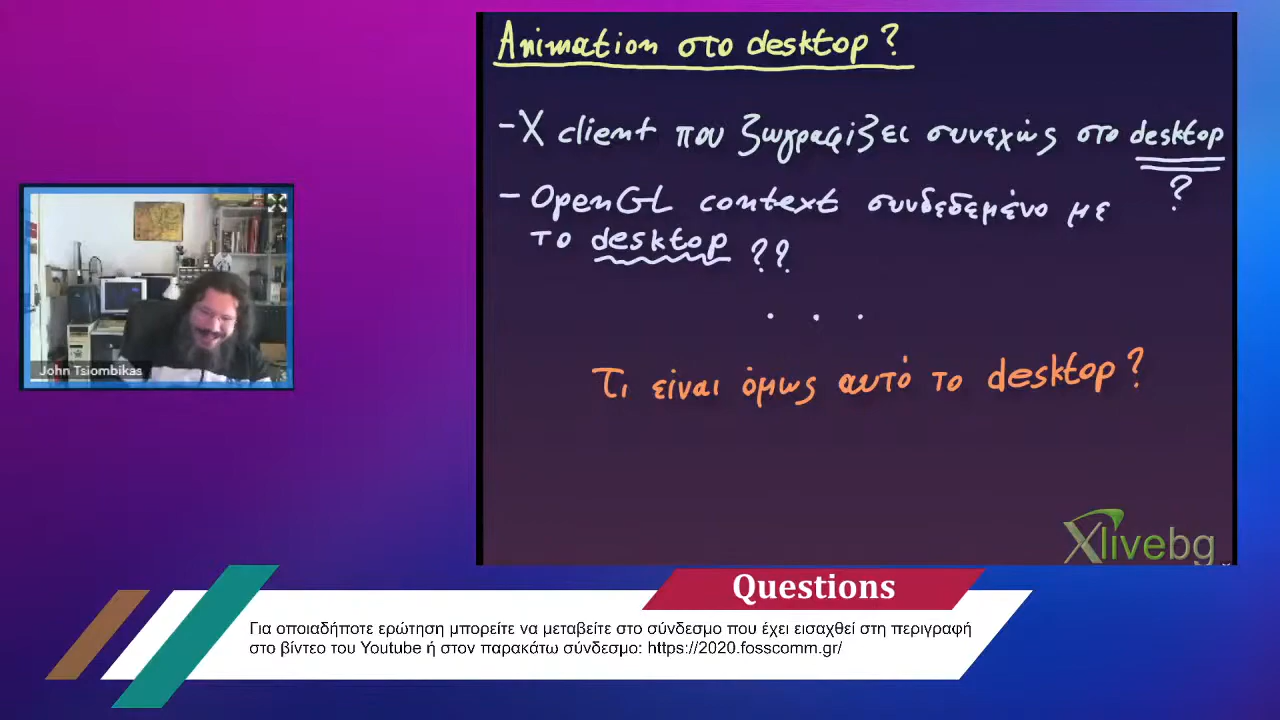 Animation στο desktop?
- X client που ζωγραφίζει συνεχώς στο desktop
?
- OpenGL context συνδεδεμένο με
το desktop ??
. . .
Τι είναι όμως αυτό το desktop?
John Tsiombikas
Xlivebg
Questions
Για οποιαδήποτε ερώτηση μπορείτε να μεταβείτε στο σύνδεσμο που έχει εισαχθεί στη περιγραφή
στο βίντεο του Youtube ή στον παρακάτω σύνδεσμο: https://2020.fosscomm.gr/